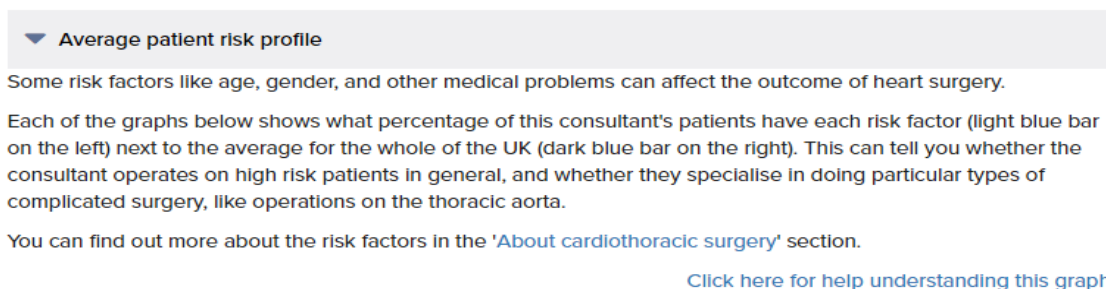 Average patient risk profile
Some risk factors like age, gender, and other medical problems can affect the outcome of heart surgery.
Each of the graphs below shows what percentage of this consultant's patients have each risk factor (light blue bar
on the left) next to the average for the whole of the UK (dark blue bar on the right). This can tell you whether the
consultant operates on high risk patients in general, and whether they specialise in doing particular types of
complicated surgery, like operations on the thoracic aorta.
You can find out more about the risk factors in the 'About cardiothoracic surgery' section.
Click here for help understanding this graph